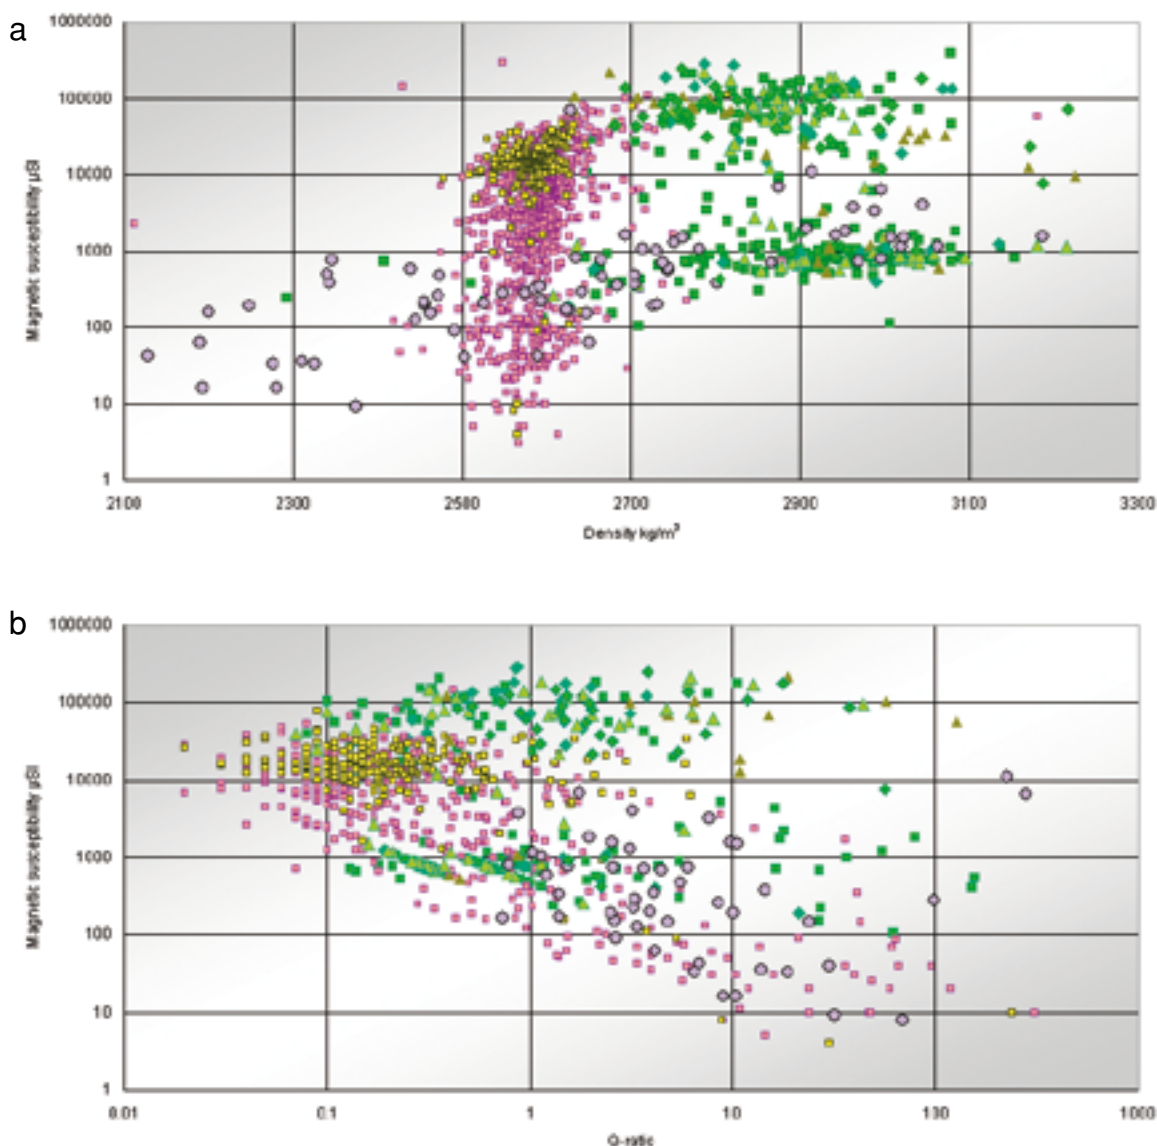 a
1000000
100000
10000
1000
100
10
1
Magnetic susceptibility µSI
2100 2300 2500 2700 2900 3100 3300
Density kg/m³
b
1000000
100000
10000
1000
100
10
1
Magnetic susceptibility µSI
0.01 0.1 1 10 100 1000
Q-ratio